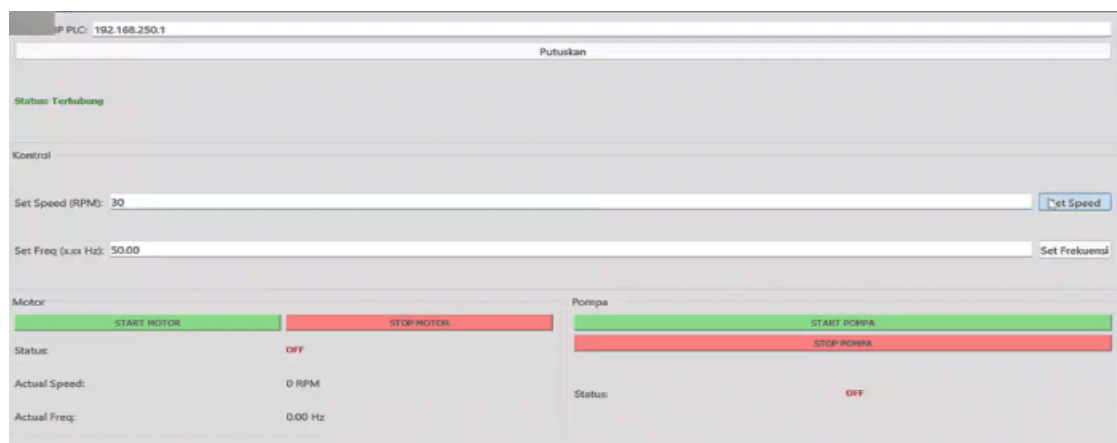 IP PLC: 192.168.250.1
Putuskan
Status: Terhubung
Kontrol
Set Speed (RPM): 30 Set Speed
Set Freq (x.xx Hz): 50.00 Set Frekuensi
Motor
START MOTOR STOP MOTOR
Status: OFF
Actual Speed: 0 RPM
Actual Freq: 0.00 Hz
Pompa
START POMPA
STOP POMPA
Status: OFF